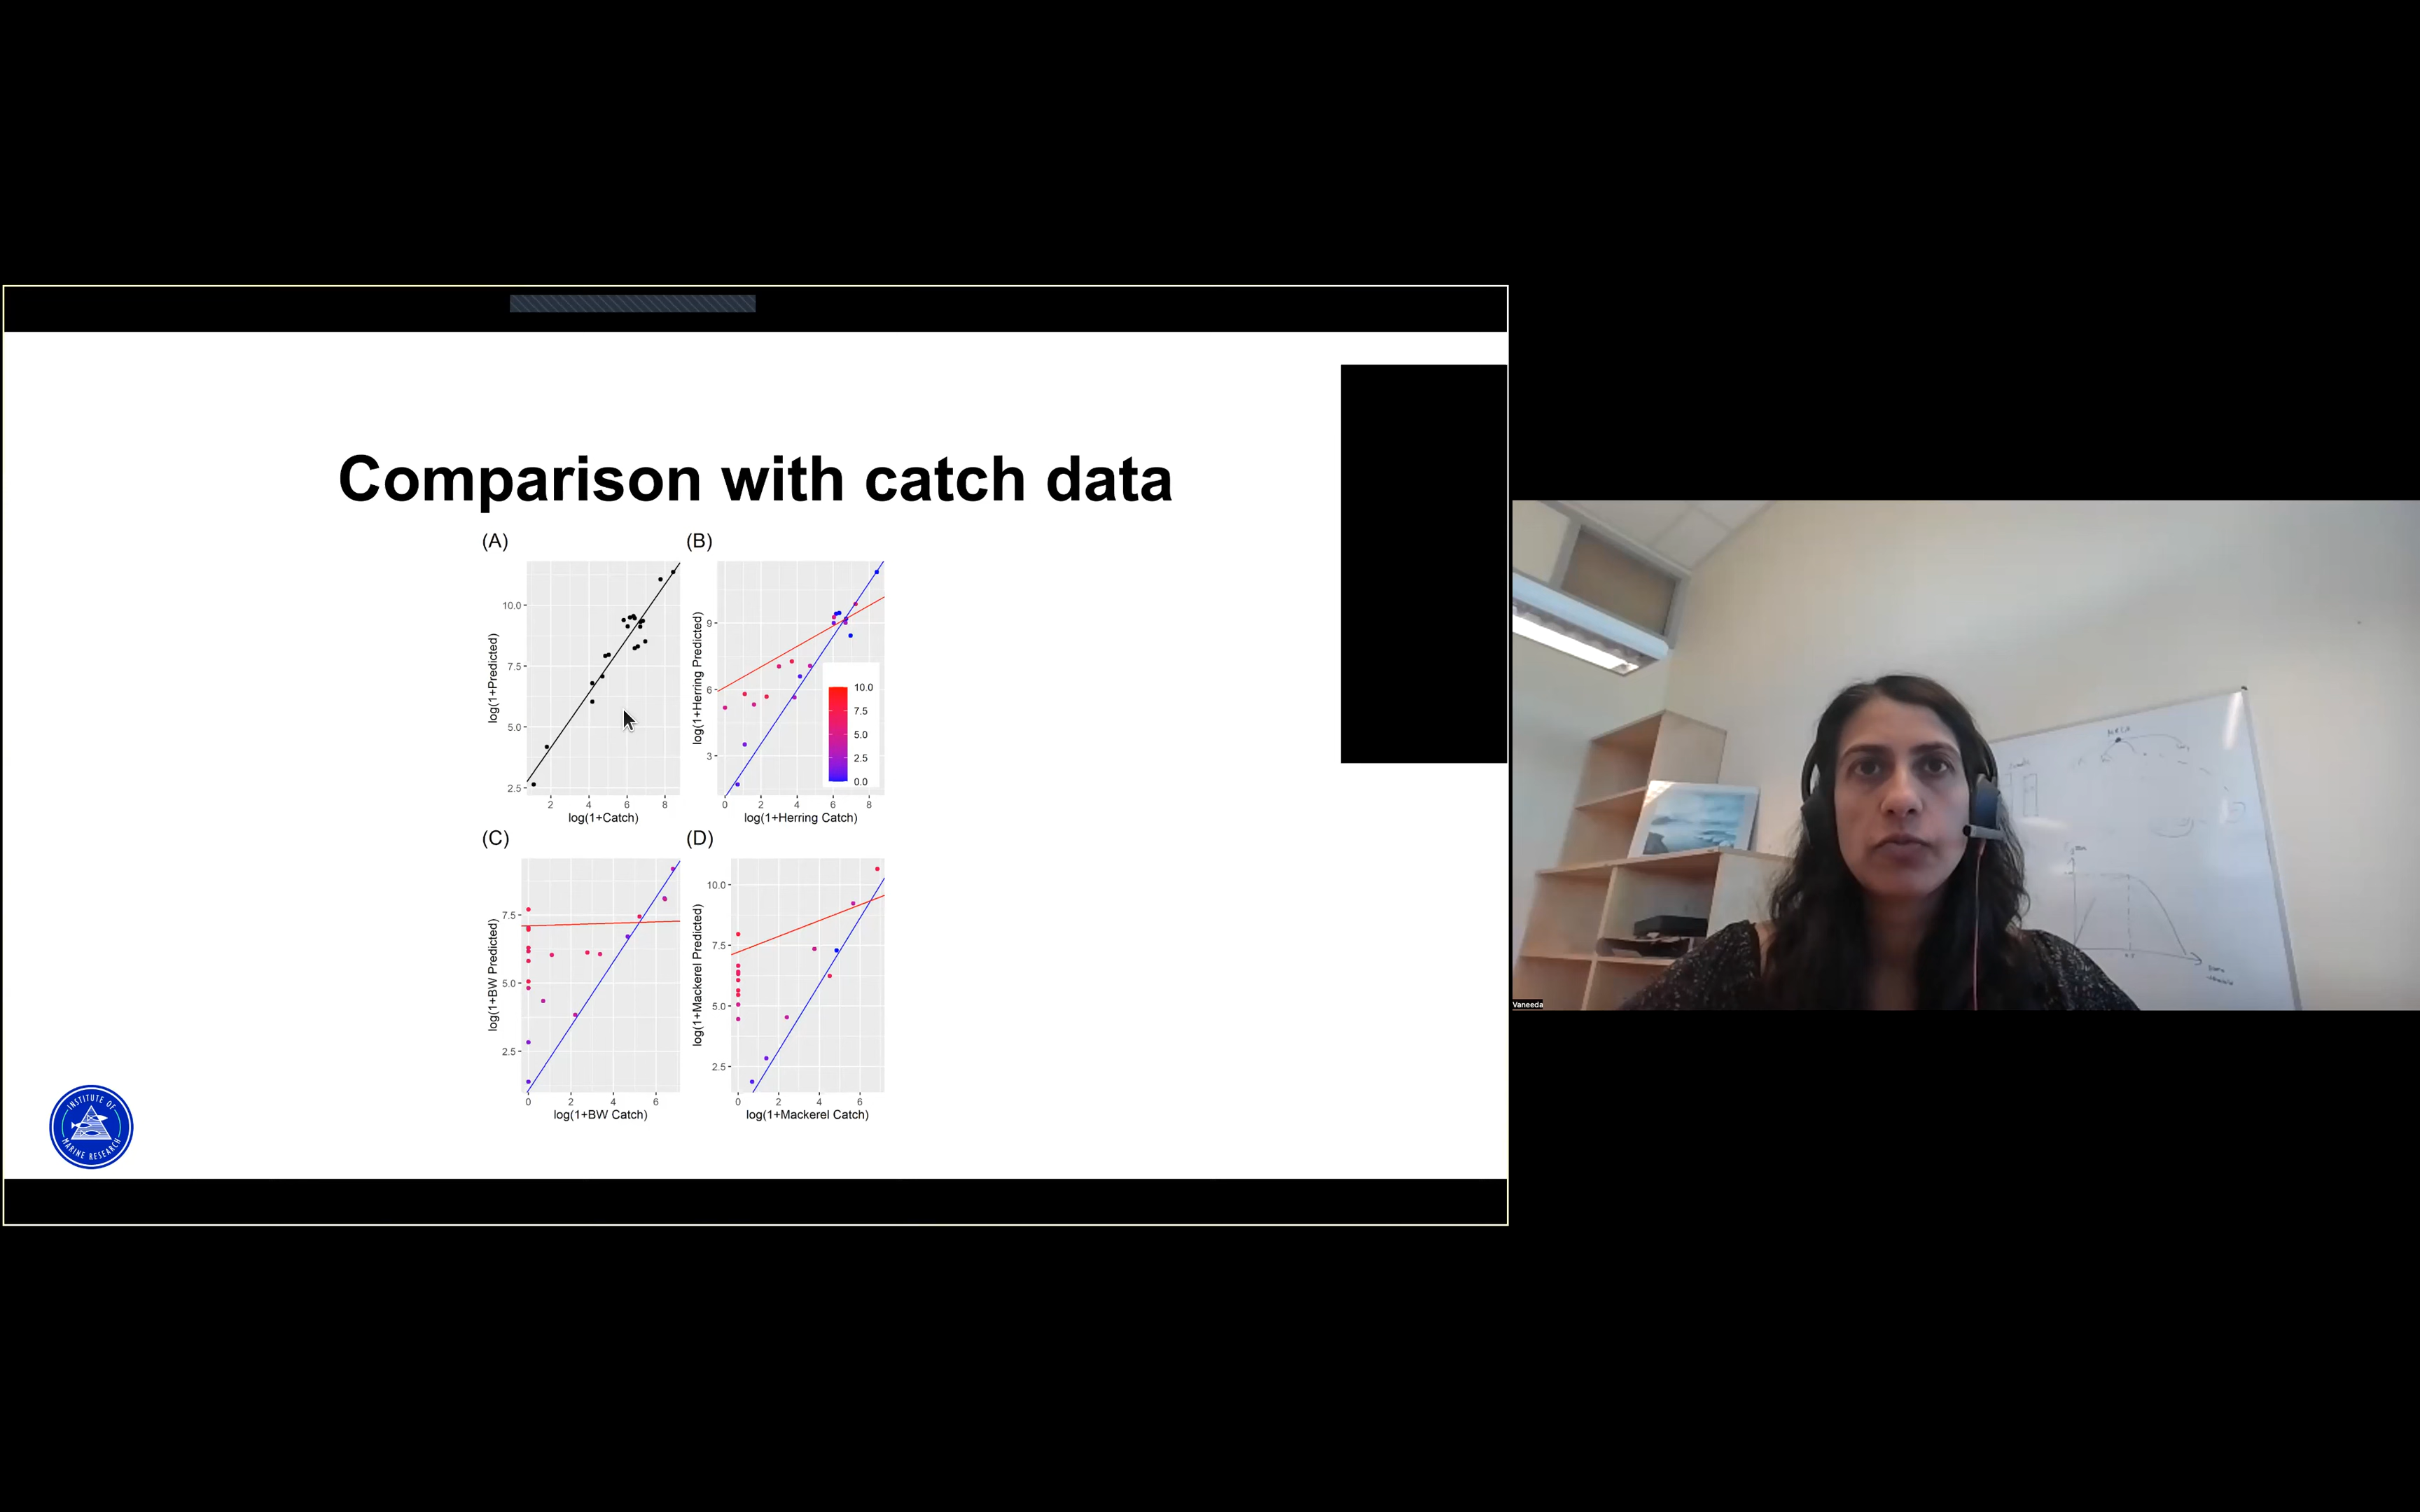 Comparison with catch data
(A)
10.0
7.5
5.0
2.5
log(1+Predicted)
2 4 6 8
log(1+Catch)
(B)
9
6
3
log(1+Herring Predicted)
10.0
7.5
5.0
2.5
0.0
0 2 4 6 8
log(1+Herring Catch)
(C)
7.5
5.0
2.5
log(1+BW Predicted)
0 2 4 6
log(1+BW Catch)
(D)
10.0
7.5
5.0
2.5
log(1+Mackerel Predicted)
0 2 4 6
log(1+Mackerel Catch)
INSTITUTE OF
MARINE RESEARCH
Vaneeda